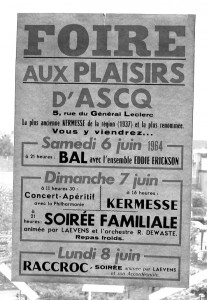 FOIRE
AUX PLAISIRS
D'ASCQ
5, rue du Général Leclerc
La plus ancienne KERMESSE de la région (1937) et la plus renommée.
Vous y viendrez...
Samedi 6 juin 1964
à 21 heures : BAL avec l'ensemble EDDIE ERICKSON
Dimanche 7 juin
à 11 heures 30 :
Concert-Apéritif
avec la Philharmonie
à 16 heures :
KERMESSE
à 21 heures : SOIRÉE FAMILIALE
animée par LAEVENS et l'orchestre R. DEWASTE.
Repas froids.
Lundi 8 juin
RACCROC - SOIRÉE animée par LAEVENS
et son Accordéoniste.